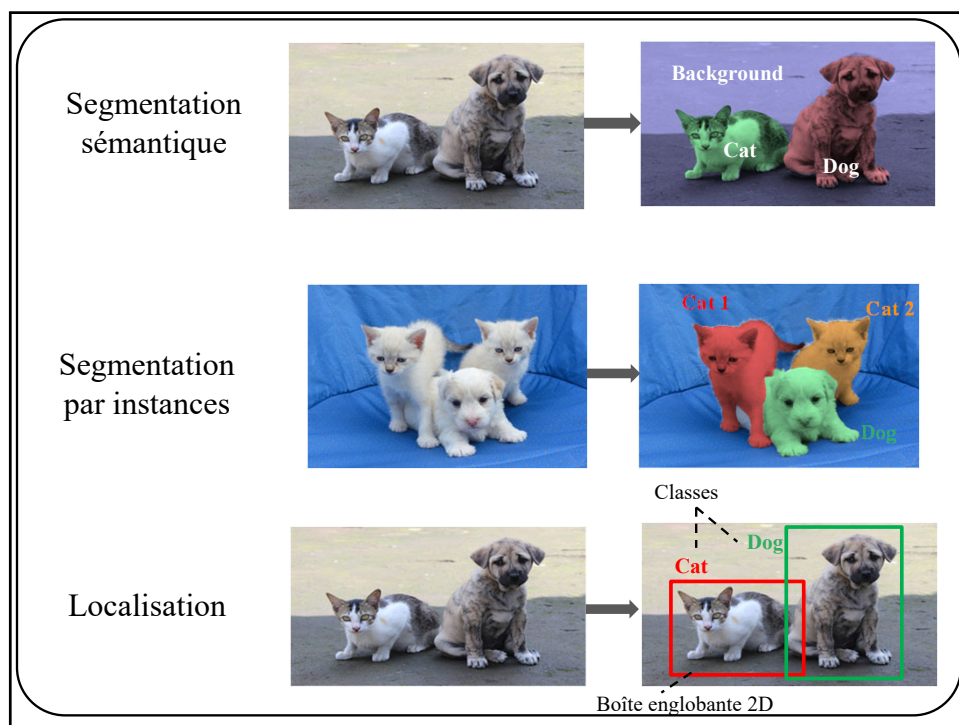 Segmentation
sémantique
Background
Cat
Dog
Segmentation
par instances
Cat 1
Cat 2
Dog
Classes
Dog
Cat
Localisation
Boîte englobante 2D